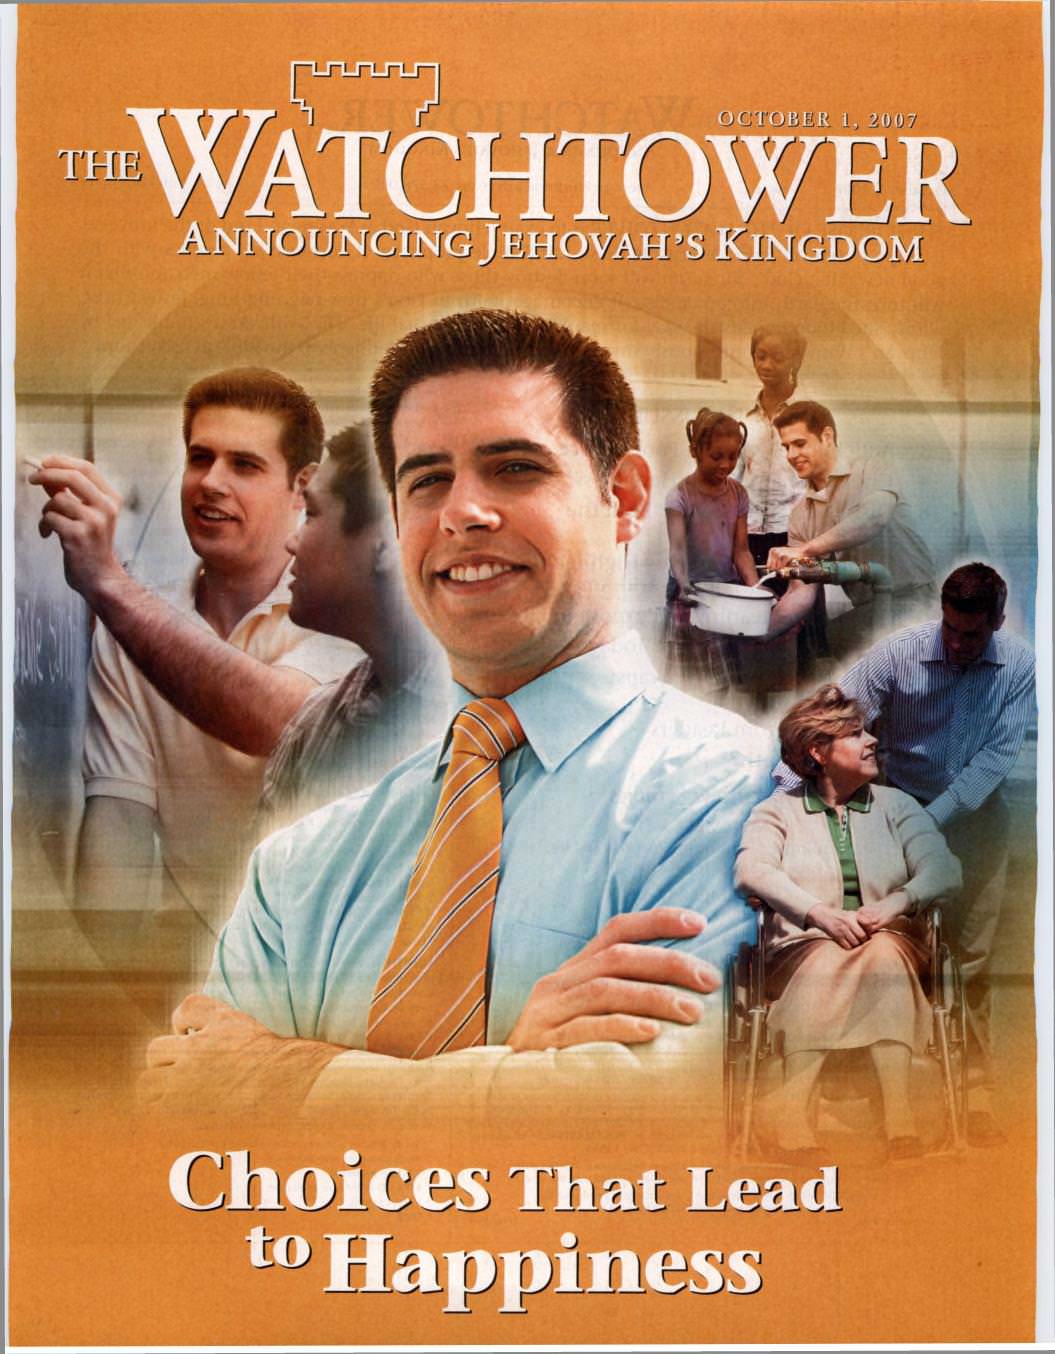 OCTOBER 1, 2007
THE WATCHTOWER
ANNOUNCING JEHOVAH'S KINGDOM
Choices That Lead
to Happiness